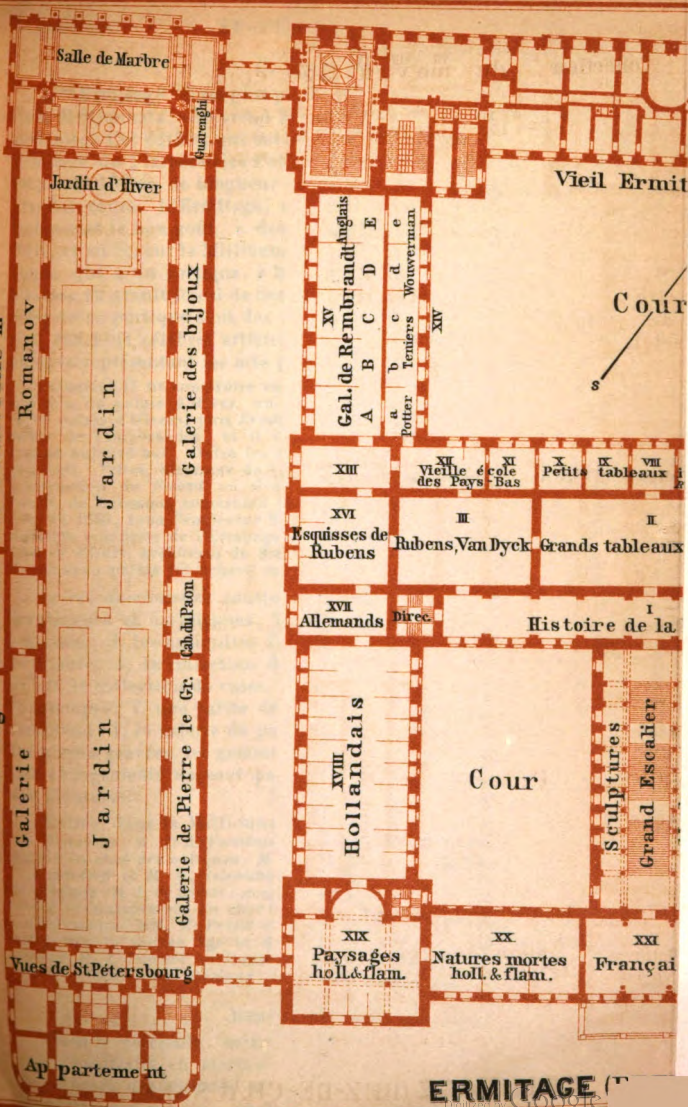 Salle de Marbre
Guarenghi
Jardin d'Hiver
Vieil Ermit
Romanov
Jardin
Galerie des bijoux
XV
Gal. de Rembrandt
Anglais
A B C D E
a b c d e
Potter Teniers Wouwerman
XIV
Cour
S
XIII
XII
Vieille école
des Pays-Bas
XI
X
IX
VIII
Petits tableaux
XVI
Esquisses de
Rubens
III
Rubens, Van Dyck
II
Grands tableaux
XVII
Allemands
Direc.
I
Histoire de la
Cab. du Paon
Galerie
Jardin
Galerie de Pierre le Gr.
XVIII
Hollandais
Cour
Sculptures
Grand Escalier
XIX
Paysages
holl. & flam.
XX.
Natures mortes
holl. & flam.
XXI
Françai
Vues de St. Pétersbourg
Appartement
ERMITAGE